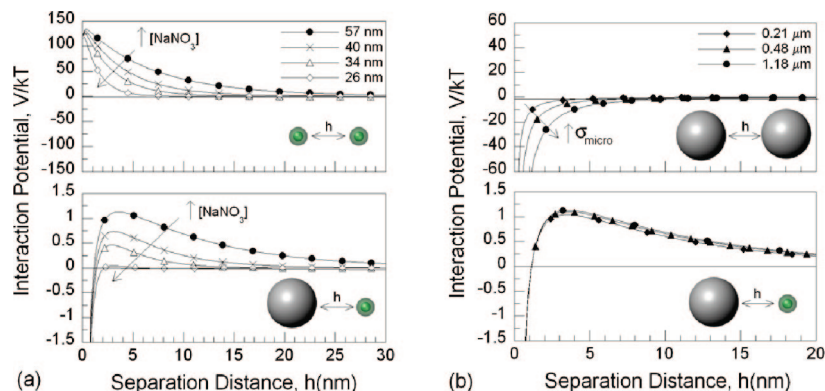 150
100
50
0
-50
-100
-150
↑ [NaNO3]
57 nm
40 nm
34 nm
26 nm
h
Interaction Potential, V/kT
1.5
1
0.5
0
-0.5
-1
-1.5
↑ [NaNO3]
h
0 5 10 15 20 25 30
(a) Separation Distance, h(nm)
60
40
20
0
-20
-40
60
0.21 μm
0.48 μm
1.18 μm
↑ σmicro
h
Interaction Potential, V/kT
1.5
1
0.5
0
-0.5
-1
-1.5
h
0 5 10 15 20
(b) Separation Distance, h(nm)